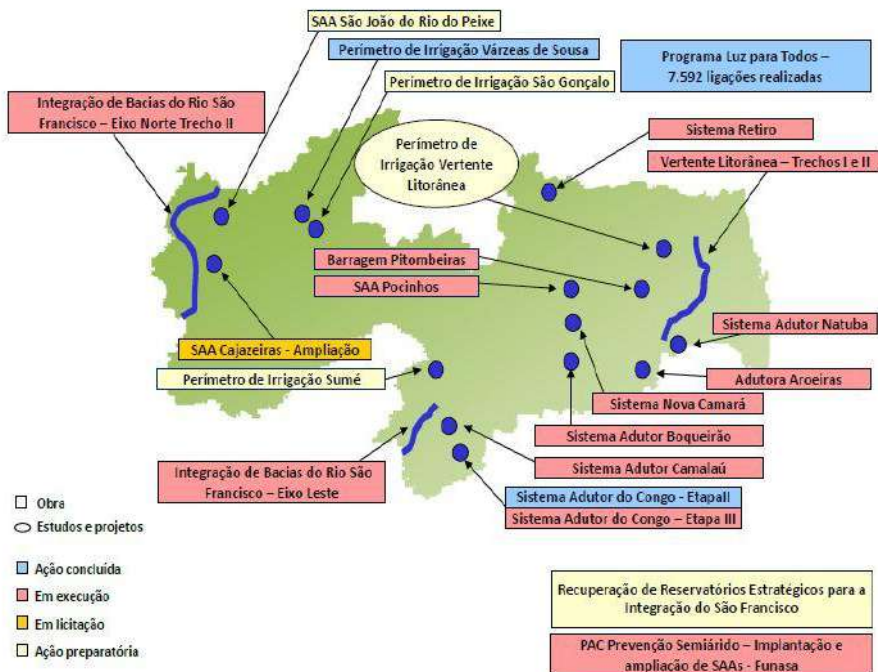 SAA São João do Rio do Peixe
Perímetro de Irrigação Várzeas de Sousa
Perímetro de Irrigação São Gonçalo
Programa Luz para Todos –
7.592 ligações realizadas
Integração de Bacias do Rio São
Francisco – Eixo Norte Trecho II
Perímetro de
Irrigação Vertente
Litorânea
Sistema Retiro
Vertente Litorânea – Trechos I e II
Barragem Pitombeiras
SAA Pocinhos
Sistema Adutor Natuba
SAA Cajazeiras - Ampliação
Perímetro de Irrigação Sumé
Adutora Aroeiras
Sistema Nova Camará
Sistema Adutor Boqueirão
Integração de Bacias do Rio São
Francisco – Eixo Leste
Sistema Adutor Camalaú
Sistema Adutor do Congo - EtapaII
Sistema Adutor do Congo – Etapa III
Obra
Estudos e projetos
Ação concluída
Em execução
Em licitação
Ação preparatória
Recuperação de Reservatórios Estratégicos para a
Integração do São Francisco
PAC Prevenção Semiárido – Implantação e
ampliação de SAAs - Funasa